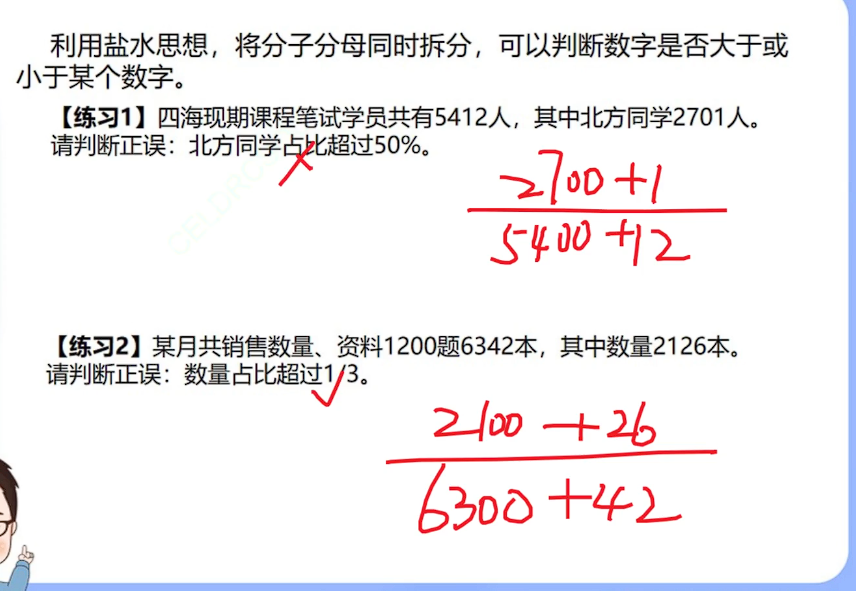 利用盐水思想，将分子分母同时拆分，可以判断数字是否大于或
小于某个数字。
【练习1】四海现期课程笔试学员共有5412人，其中北方同学2701人。
请判断正误：北方同学占比超过50%。
2700+1
5400+12
【练习2】某月共销售数量、资料1200题6342本，其中数量2126本。
请判断正误：数量占比超过1/3。
2100+26
6300+42